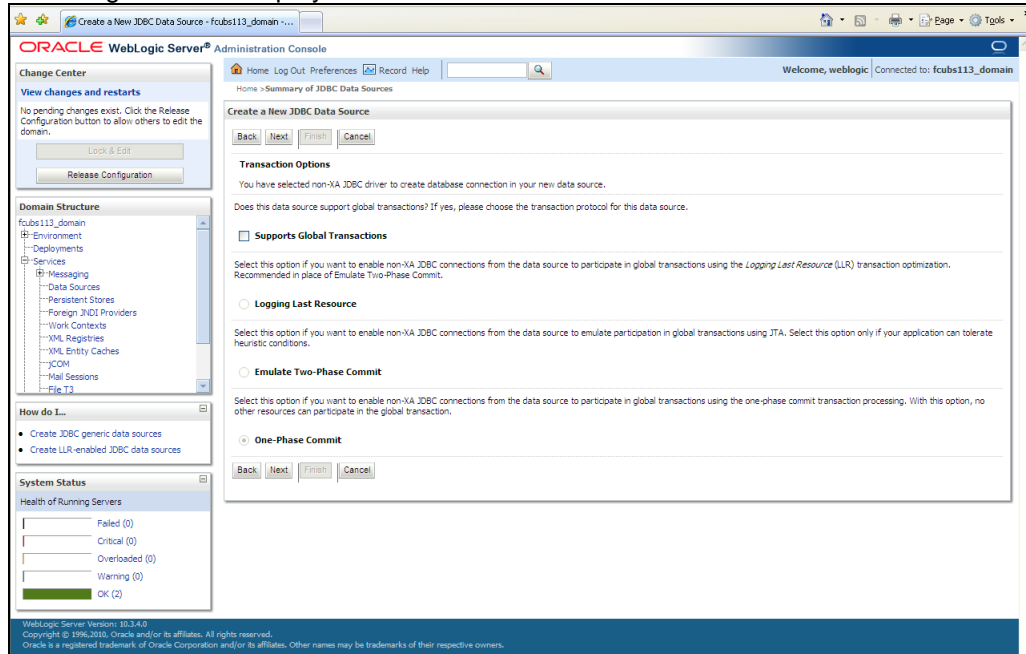 Create a New JDBC Data Source - fcubs113_domain -...
Page Tools
ORACLE WebLogic Server® Administration Console
Change Center
View changes and restarts
No pending changes exist. Click the Release
Configuration button to allow others to edit the
domain.
Lock & Edit
Release Configuration
Domain Structure
fcubs113_domain
Environment
Deployments
Services
Messaging
Data Sources
Persistent Stores
Foreign JNDI Providers
Work Contexts
XML Registries
XML Entity Caches
jCOM
Mail Sessions
File T3
How do I...
Create JDBC generic data sources
Create LLR-enabled JDBC data sources
System Status
Health of Running Servers
Failed (0)
Critical (0)
Overloaded (0)
Warning (0)
OK (2)
Home Log Out Preferences Record Help
Welcome, weblogic Connected to: fcubs113_domain
Home >Summary of JDBC Data Sources
Create a New JDBC Data Source
Back Next Finish Cancel
Transaction Options
You have selected non-XA JDBC driver to create database connection in your new data source.
Does this data source support global transactions? If yes, please choose the transaction protocol for this data source.
Supports Global Transactions
Select this option if you want to enable non-XA JDBC connections from the data source to participate in global transactions using the Logging Last Resource (LLR) transaction optimization.
Recommended in place of Emulate Two-Phase Commit.
Logging Last Resource
Select this option if you want to enable non-XA JDBC connections from the data source to emulate participation in global transactions using JTA. Select this option only if your application can tolerate
heuristic conditions.
Emulate Two-Phase Commit
Select this option if you want to enable non-XA JDBC connections from the data source to participate in global transactions using the one-phase commit transaction processing. With this option, no
other resources can participate in the global transaction.
One-Phase Commit
Back Next Finish Cancel
WebLogic Server Version: 10.3.4.0
Copyright © 1996,2010, Oracle and/or its affiliates. All rights reserved.
Oracle is a registered trademark of Oracle Corporation and/or its affiliates. Other names may be trademarks of their respective owners.